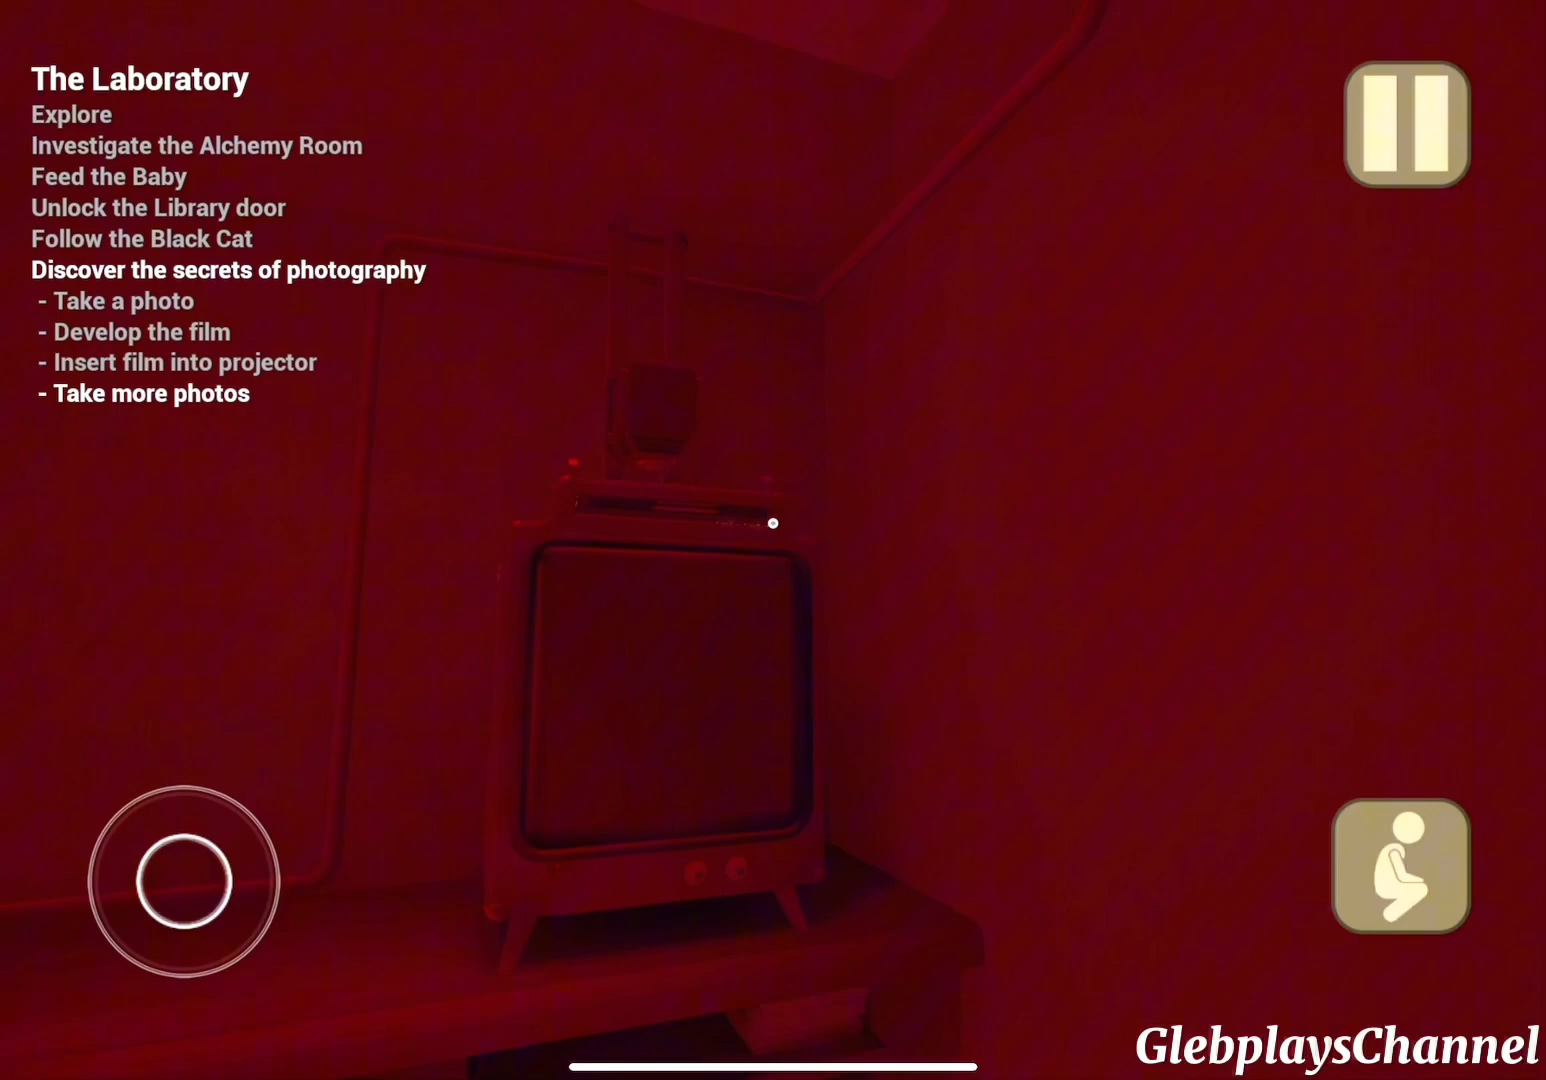 The Laboratory
Explore
Investigate the Alchemy Room
Feed the Baby
Unlock the Library door
Follow the Black Cat
Discover the secrets of photography
- Take a photo
- Develop the film
- Insert film into projector
- Take more photos
GlebplaysChannel